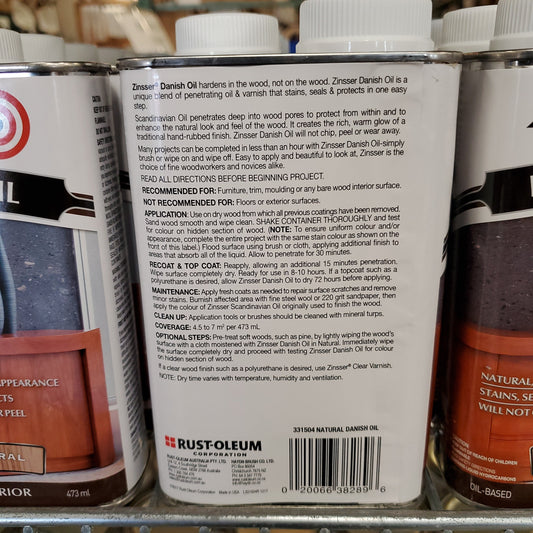 Zinsser® Danish Oil hardens in the wood, not on the wood. Zinsser Danish Oil is a
unique blend of penetrating oil & varnish that stains, seals & protects in one easy
step.
Scandinavian Oil penetrates deep into wood pores to protect from within and to
enhance the natural look and feel of the wood. It creates the rich, warm glow of a
traditional hand-rubbed finish. Zinsser Danish Oil will not chip, peel or wear away.
Many projects can be completed in less than an hour with Zinsser Danish Oil-simply
brush or wipe on and wipe off. Easy to apply and beautiful to look at, Zinsser is the
choice of fine woodworkers and novices alike.
READ ALL DIRECTIONS BEFORE BEGINNING PROJECT.
RECOMMENDED FOR: Furniture, trim, moulding or any bare wood interior surface.
NOT RECOMMENDED FOR: Floors or exterior surfaces.
APPLICATION: Use on dry wood from which all previous coatings have been removed.
Sand wood smooth and wipe clean. SHAKE CONTAINER THOROUGHLY and test
for colour on hidden section of wood. (NOTE: To ensure uniform colour and/or
appearance, complete the entire project with the same stain colour as shown on the
front of this label.) Flood surface using brush or cloth, applying additional finish to
areas that absorb all of the liquid. Allow to penetrate for 30 minutes.
RECOAT & TOP COAT: Reapply, allowing an additional 15 minutes penetration.
Wipe surface completely dry. Ready for use in 8-10 hours. If a topcoat such as a
polyurethane is desired, allow Zinsser Danish Oil to dry 72 hours before applying.
MAINTENANCE: Apply fresh coats as needed to repair surface scratches and remove
minor stains. Burnish affected area with fine steel wool or 220 grit sandpaper, then
apply the colour of Zinsser Scandinavian Oil originally used to finish the wood.
CLEAN UP: Application tools or brushes should be cleaned with mineral turps.
COVERAGE: 4.5 to 7 m² per 473 mL
OPTIONAL STEPS: Pre-treat soft woods, such as pine, by lightly wiping the wood's
surface with a cloth moistened with Zinsser Danish Oil in Natural. Immediately wipe
the surface completely dry and proceed with testing Zinsser Danish Oil for colour
on hidden section of wood.
If a clear wood finish such as a polyurethane is desired, use Zinsser® Clear Varnish.
NOTE: Dry time varies with temperature, humidity and ventilation.
331504 NATURAL DANISH OIL
RUST-OLEUM
CORPORATION
RUST-OLEUM AUSTRALIA PTY. LTD.
HAYDN BRUSH CO LTD.
0 20066 38289 6
IL
APPEARANCE
CTS
PEEL
RAL
RIOR
473 mL
NATURAL,
STAINS, SE
WILL NOT C
OIL-BASED